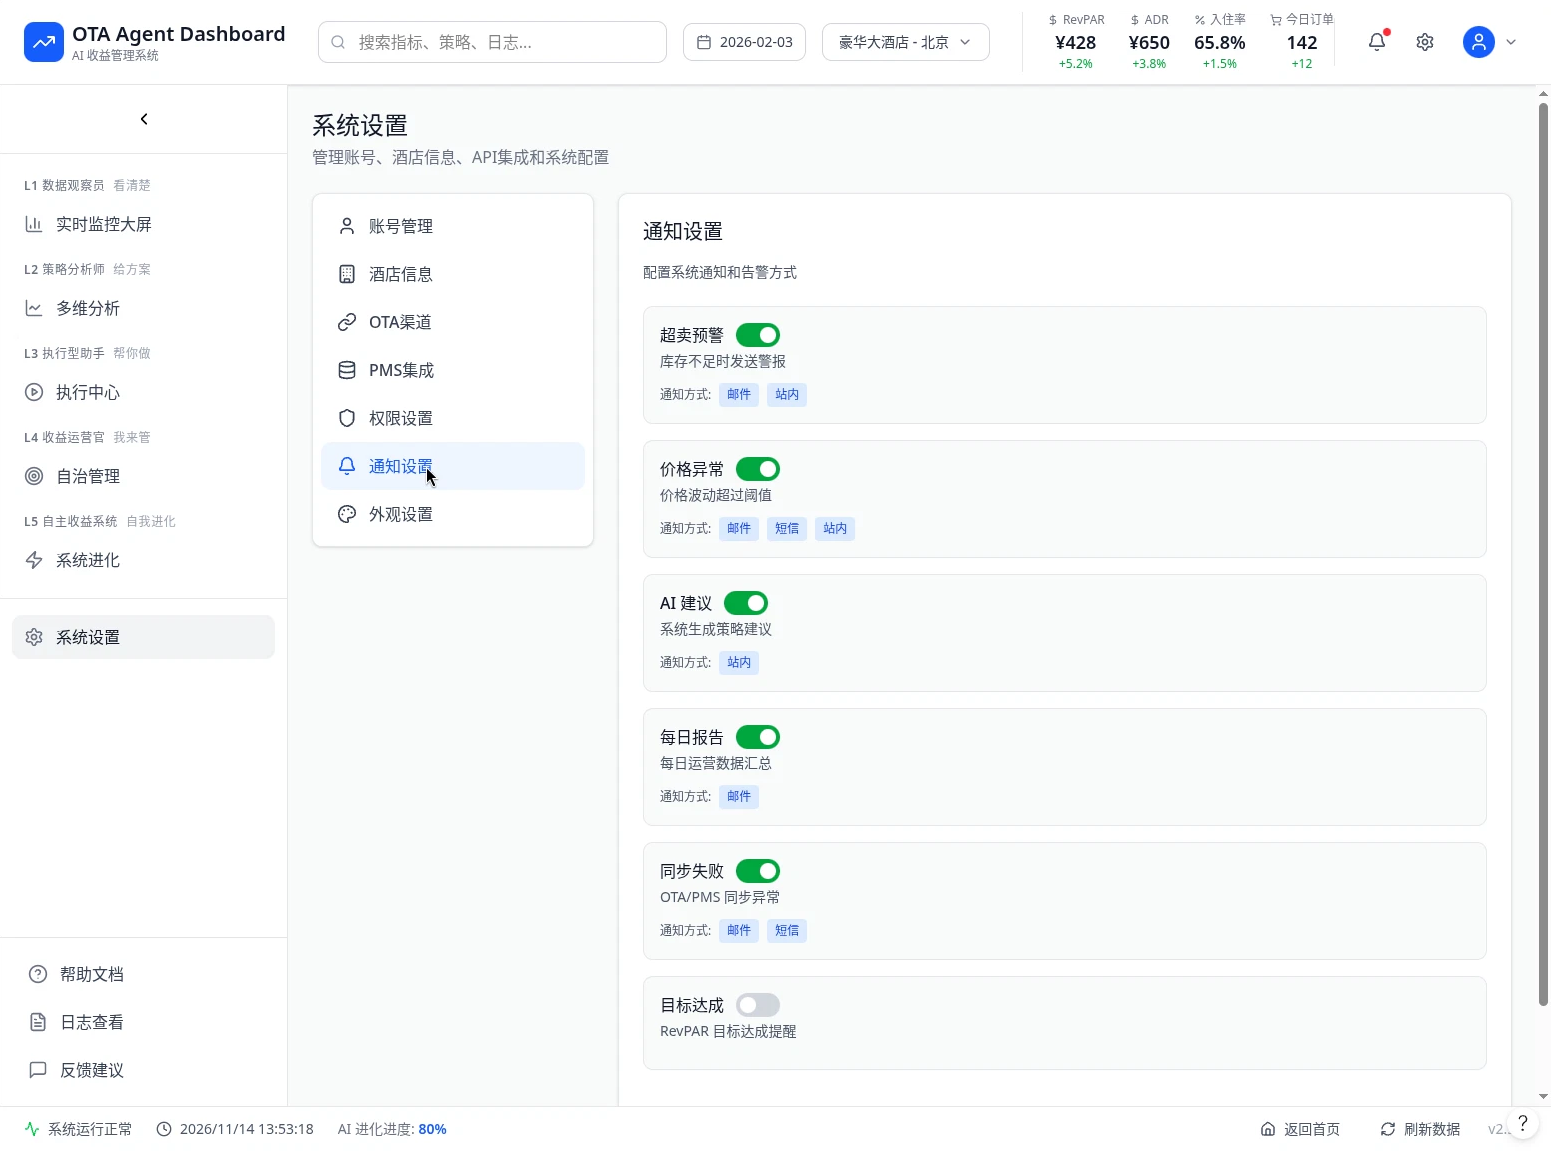 OTA Agent Dashboard
AI 收益管理系统
搜索指标、策略、日志...
2026-02-03
豪华大酒店 - 北京
RevPAR
¥428
+5.2%
ADR
¥650
+3.8%
入住率
65.8%
+1.5%
今日订单
142
+12
L1 数据观察员 看清楚
实时监控大屏
L2 策略分析师 给方案
多维分析
L3 执行型助手 帮你做
执行中心
L4 收益运营官 我来管
自治管理
L5 自主收益系统 自我进化
系统进化
系统设置
帮助文档
日志查看
反馈建议
系统设置
管理账号、酒店信息、API集成和系统配置
账号管理
酒店信息
OTA渠道
PMS集成
权限设置
通知设置
外观设置
通知设置
配置系统通知和告警方式
超卖预警
库存不足时发送警报
通知方式: 邮件 站内
价格异常
价格波动超过阈值
通知方式: 邮件 短信 站内
AI 建议
系统生成策略建议
通知方式: 站内
每日报告
每日运营数据汇总
通知方式: 邮件
同步失败
OTA/PMS 同步异常
通知方式: 邮件 短信
目标达成
RevPAR 目标达成提醒
系统运行正常
2026/11/14 13:53:18
AI 进化进度: 80%
返回首页
刷新数据
?